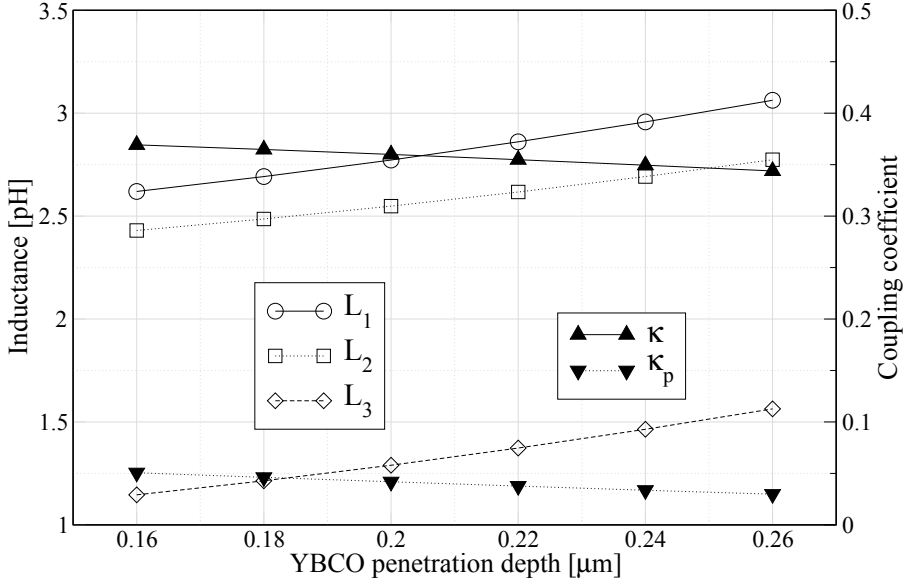 3.5
3
2.5
2
1.5
1
Inductance [pH]
0.5
0.4
0.3
0.2
0.1
0
Coupling coefficient
L1
L2
L3
κ
κp
0.16
0.18
0.2
0.22
0.24
0.26
YBCO penetration depth [μm]